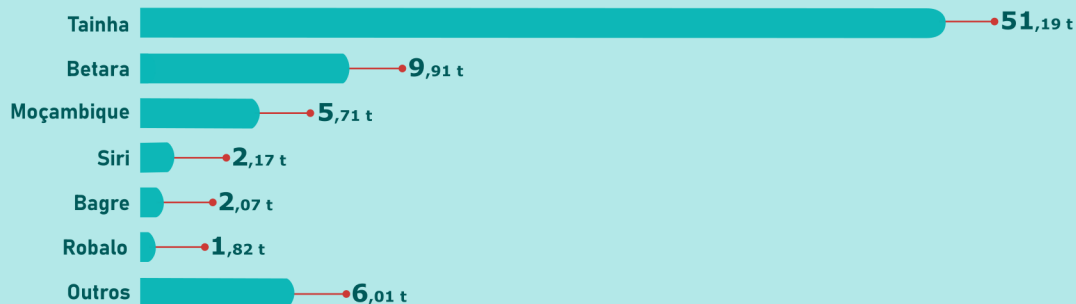 Tainha 51,19 t
Betara 9,91 t
Moçambique 5,71 t
Siri 2,17 t
Bagre 2,07 t
Robalo 1,82 t
Outros 6,01 t